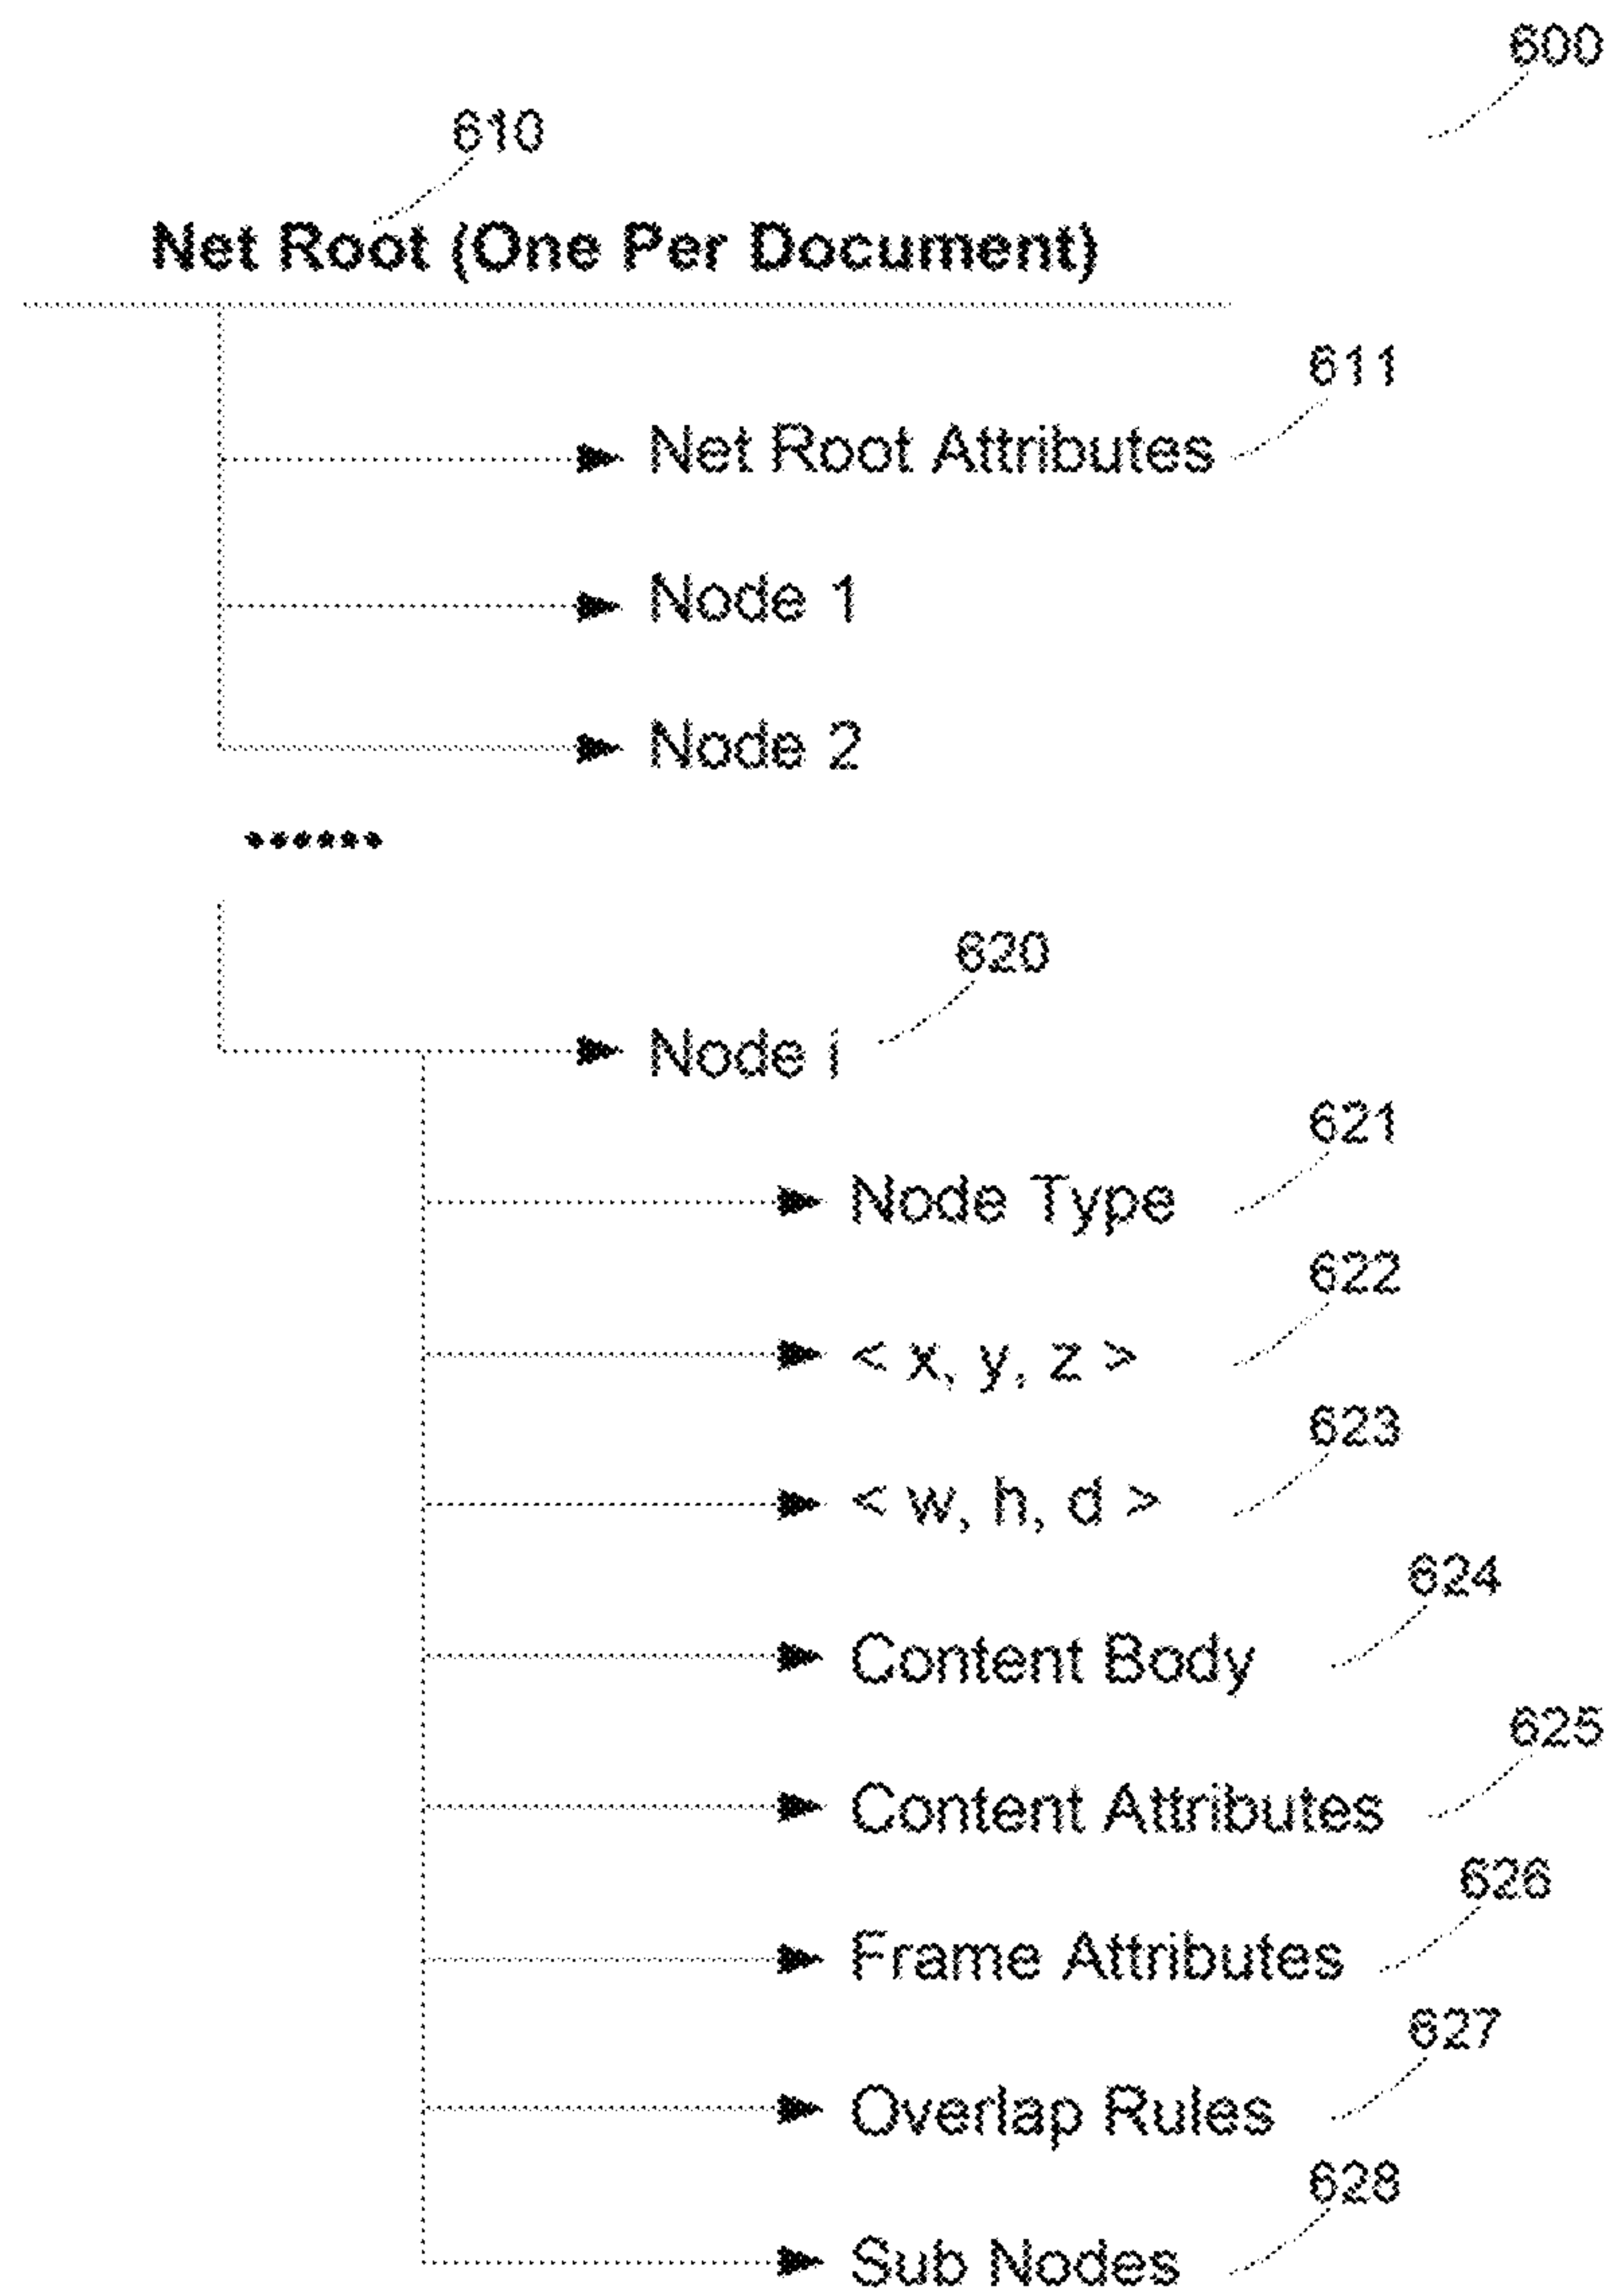 600
610
Net Root (One Per Document)
611
Net Root Attributes
Node 1
Node 2
......
620
Node i
621
Node Type
622
< x, y, z >
623
< w, h, d >
624
Content Body
625
Content Attributes
626
Frame Attributes
627
Overlap Rules
628
Sub Nodes